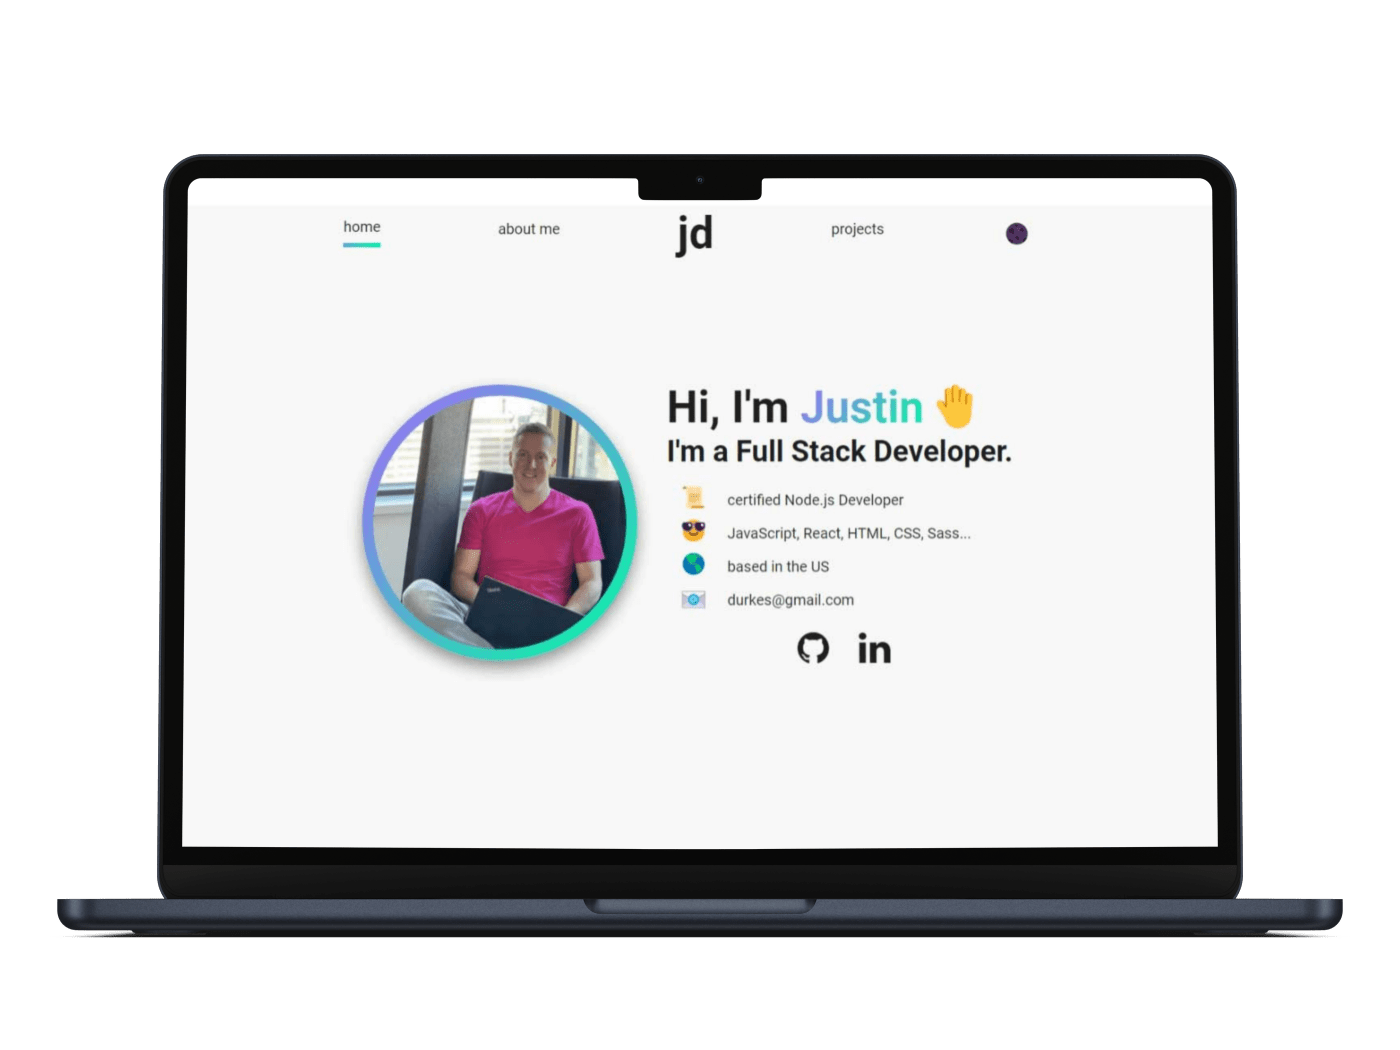 home
about me
jd
projects
Hi, I'm Justin
I'm a Full Stack Developer.
certified Node.js Developer
JavaScript, React, HTML, CSS, Sass...
based in the US
durkes@gmail.com
in